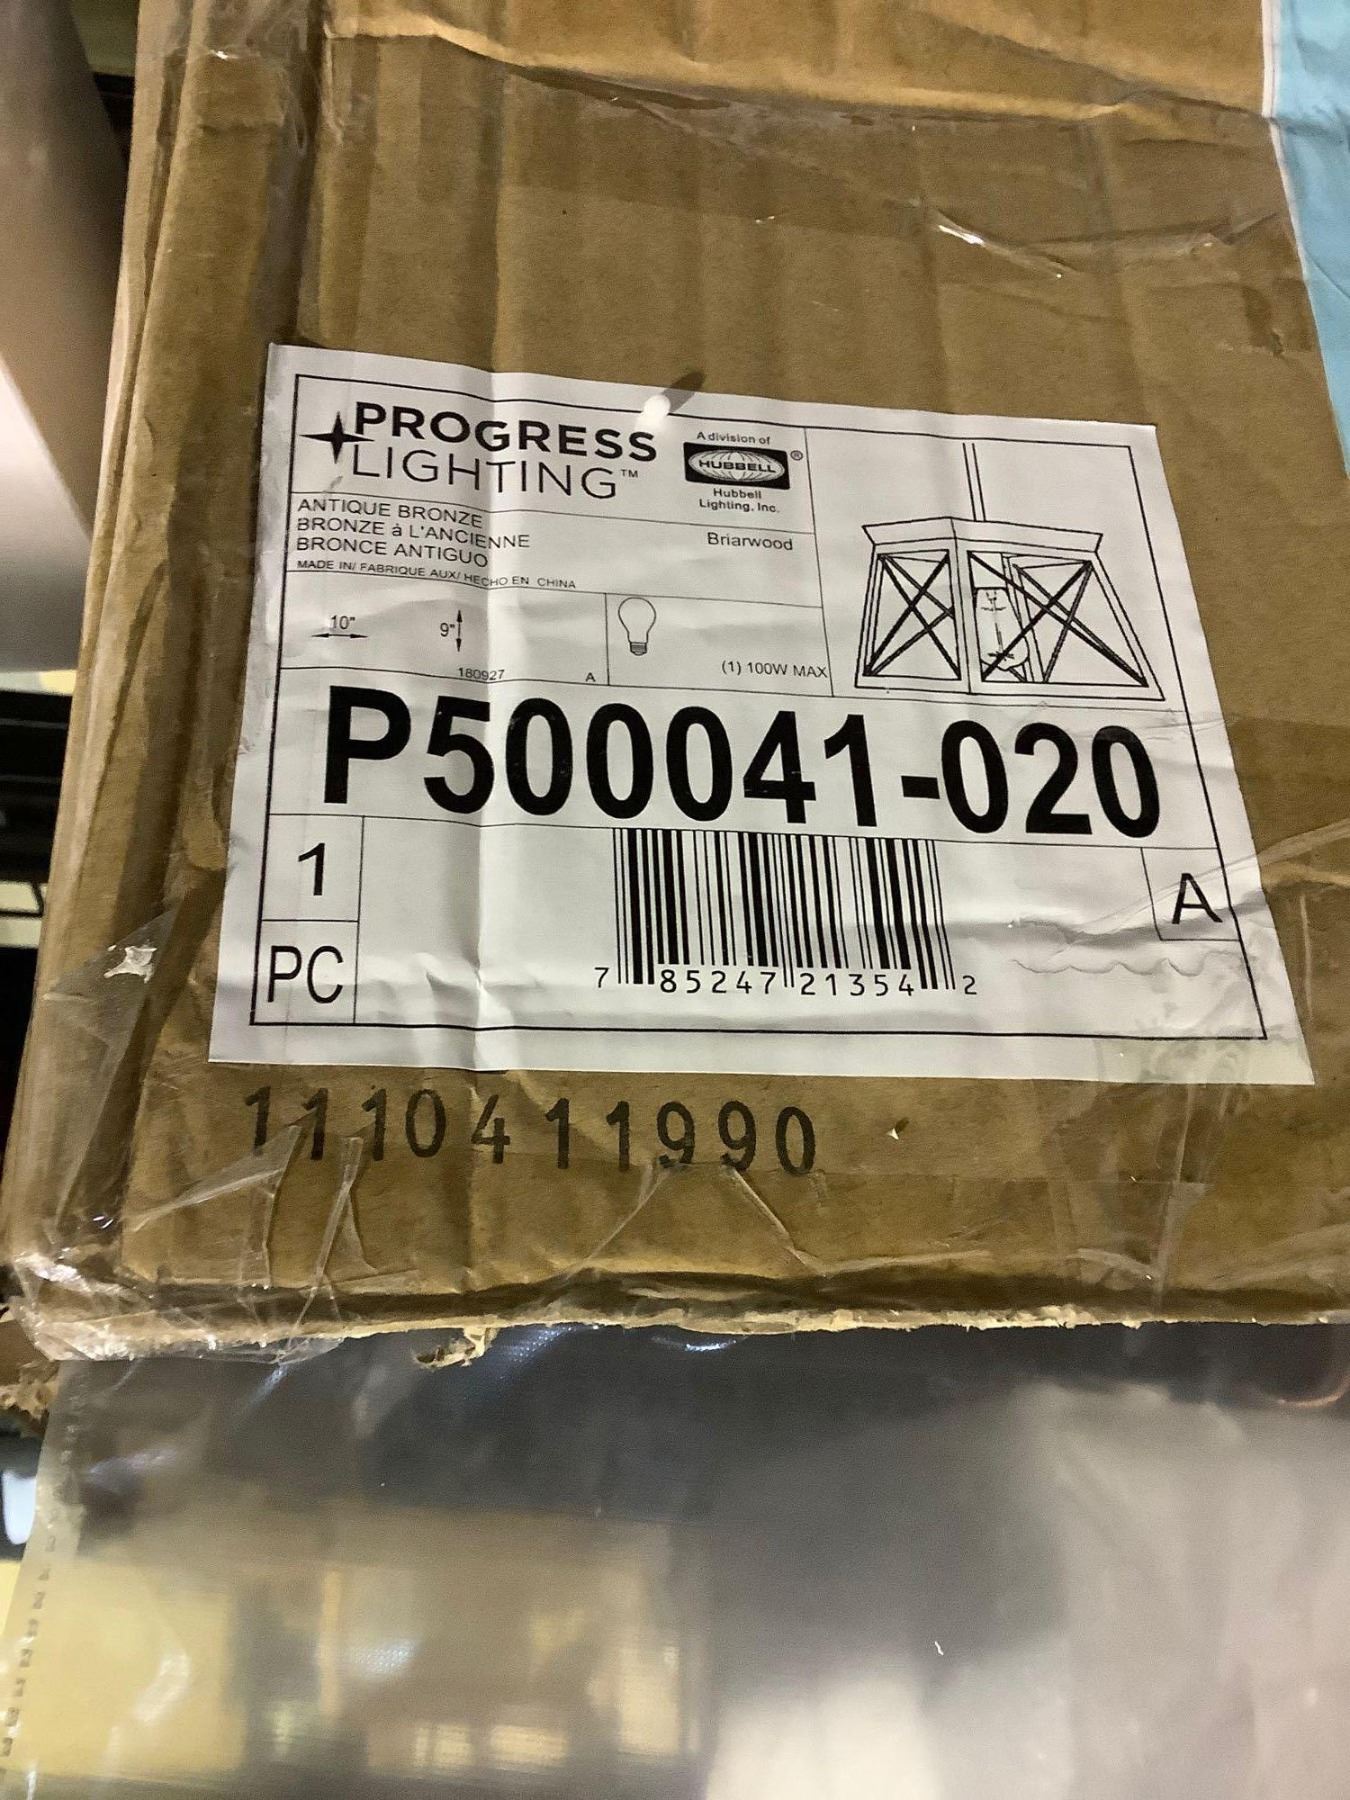 PROGRESS
LIGHTING™
A division of
HUBBELL®
Hubbell
Lighting, Inc.
ANTIQUE BRONZE
BRONZE à L'ANCIENNE
BRONCE ANTIGUO
Briarwood
MADE IN/ FABRIQUE AUX/ HECHO EN CHINA
10"
9"
180927
A
(1) 100W MAX
P500041-020
1
PC
A
7 85247 21354 2
1110411990